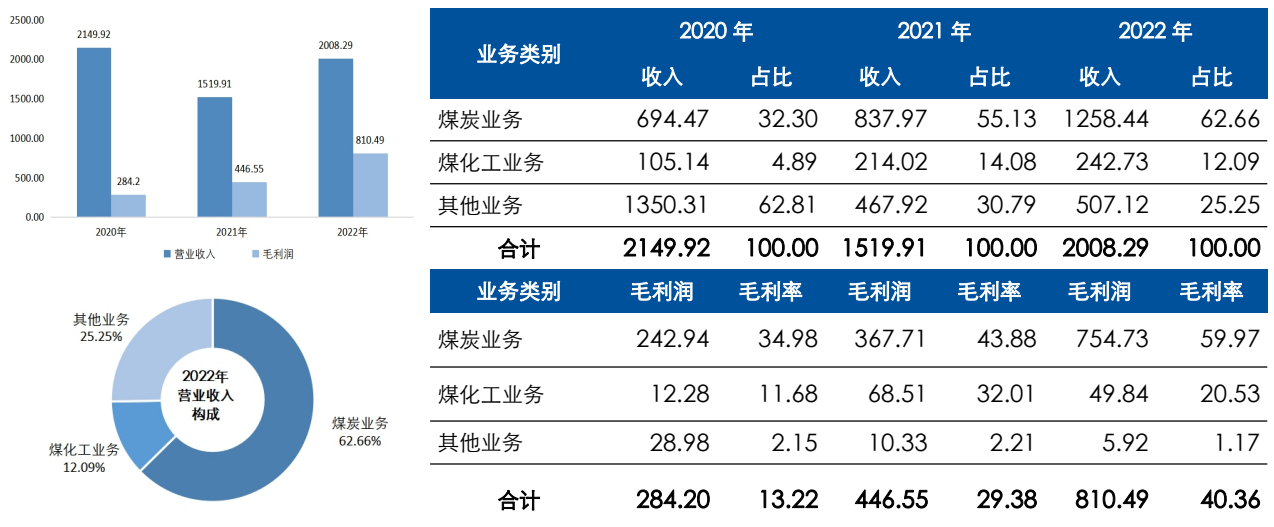 2500.00
2000.00
1500.00
1000.00
500.00
0.00
2149.92
284.2
1519.91
446.55
2008.29
810.49
2020年 2021年 2022年
营业收入 毛利润
其他业务
25.25%
2022年
营业收入
构成
煤炭业务
62.66%
煤化工业务
12.09%
业务类别 2020 年 2021 年 2022 年
收入 占比 收入 占比 收入 占比
煤炭业务 694.47 32.30 837.97 55.13 1258.44 62.66
煤化工业务 105.14 4.89 214.02 14.08 242.73 12.09
其他业务 1350.31 62.81 467.92 30.79 507.12 25.25
合计 2149.92 100.00 1519.91 100.00 2008.29 100.00
业务类别 毛利润 毛利率 毛利润 毛利率 毛利润 毛利率
煤炭业务 242.94 34.98 367.71 43.88 754.73 59.97
煤化工业务 12.28 11.68 68.51 32.01 49.84 20.53
其他业务 28.98 2.15 10.33 2.21 5.92 1.17
合计 284.20 13.22 446.55 29.38 810.49 40.36